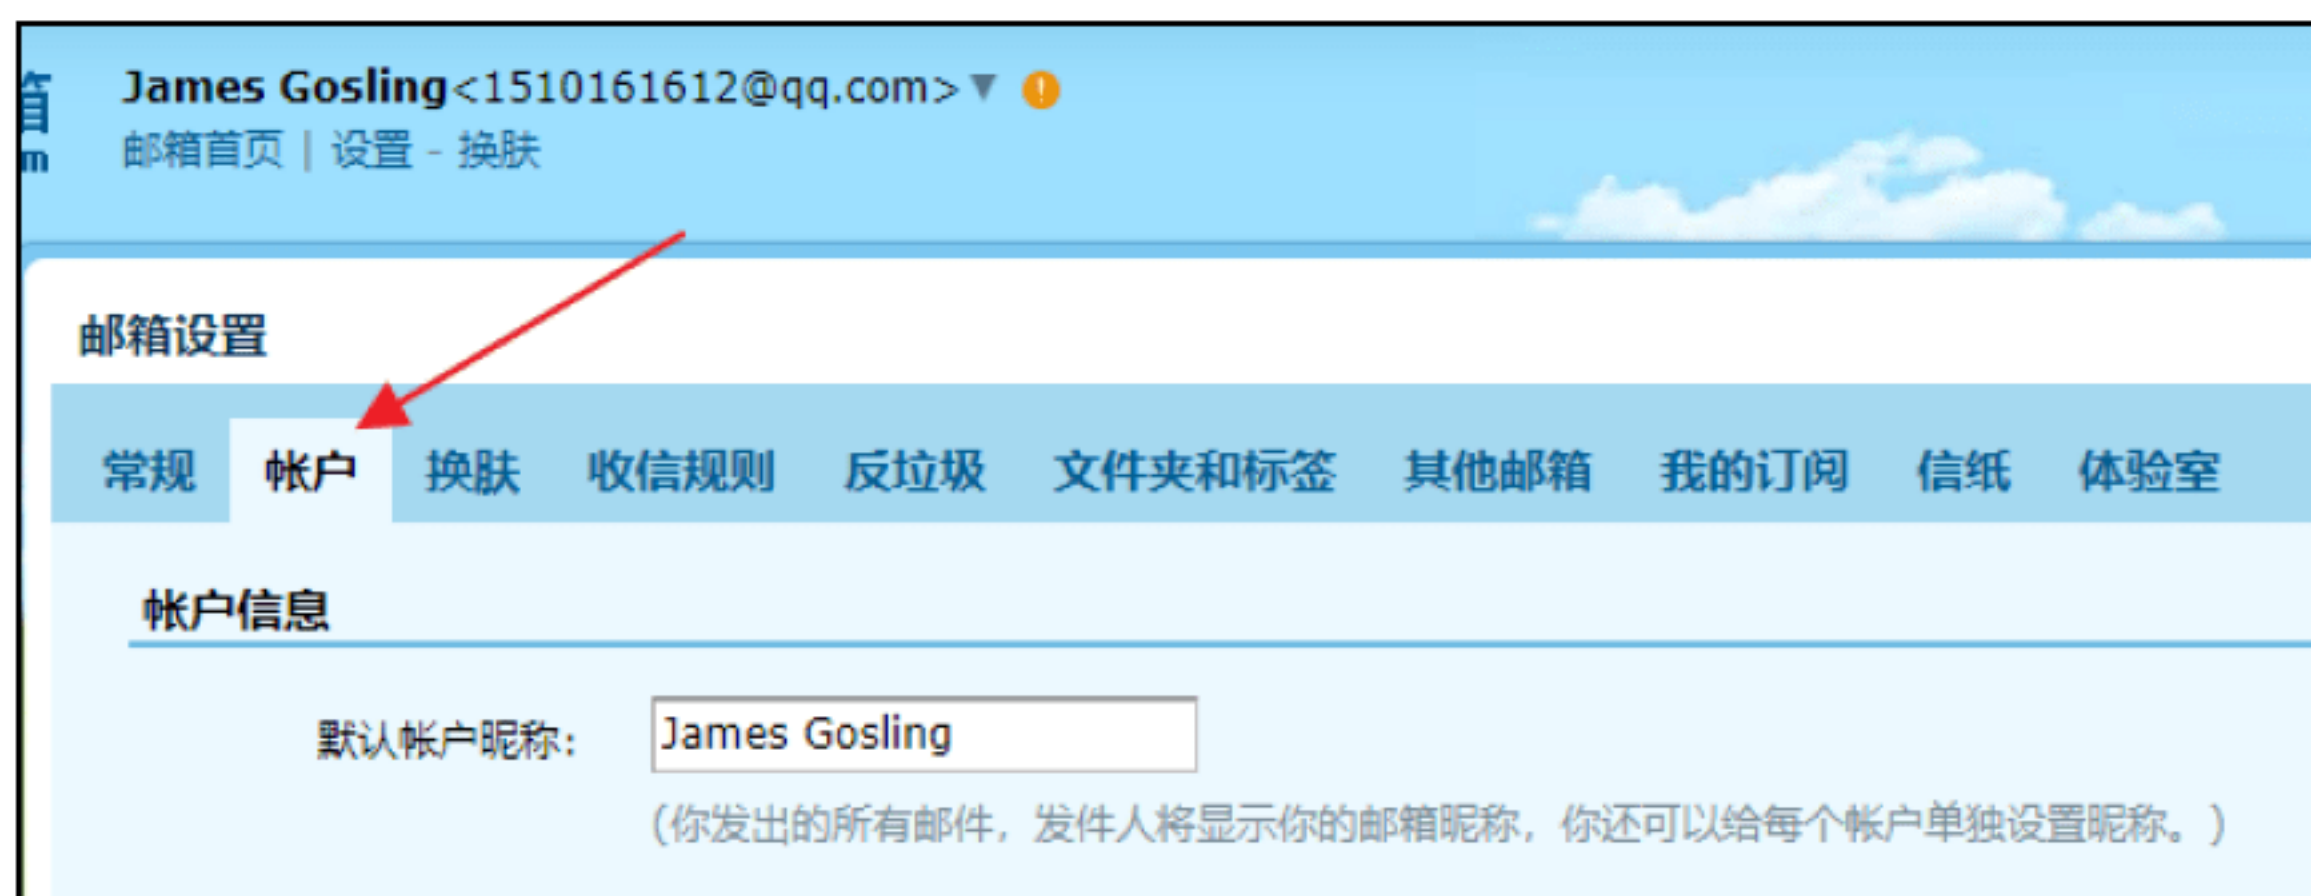 箱 James Gosling<1510161612@qq.com>
m 邮箱首页 | 设置 - 换肤
邮箱设置
常规 帐户 换肤 收信规则 反垃圾 文件夹和标签 其他邮箱 我的订阅 信纸 体验室
帐户信息
默认帐户昵称: James Gosling
(你发出的所有邮件，发件人将显示你的邮箱昵称，你还可以给每个帐户单独设置昵称。)